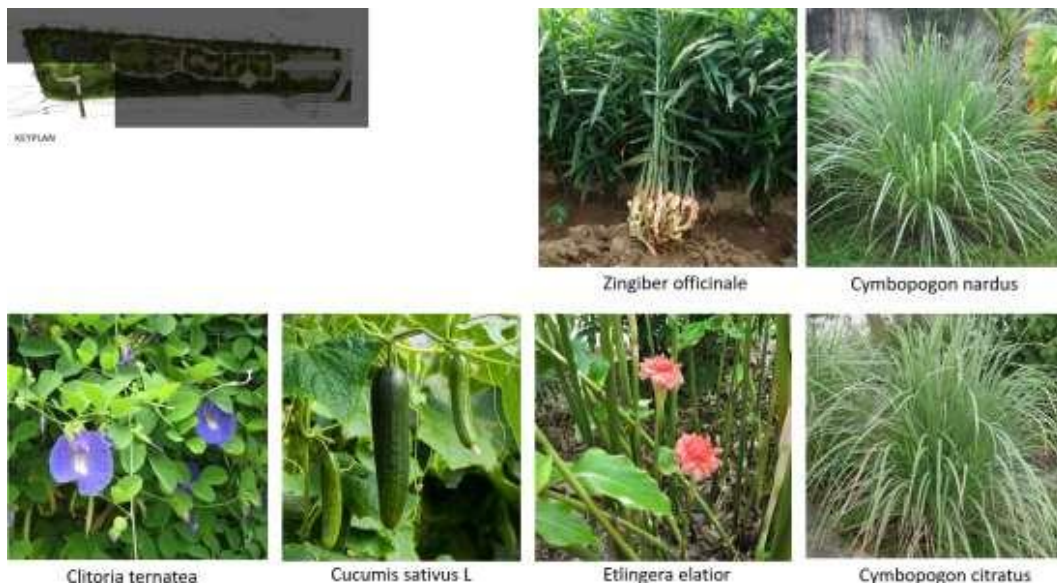 KEYPLAN
Zingiber officinale
Cymbopogon nardus
Clitoria ternatea
Cucumis sativus L
Etlingera elatior
Cymbopogon citratus